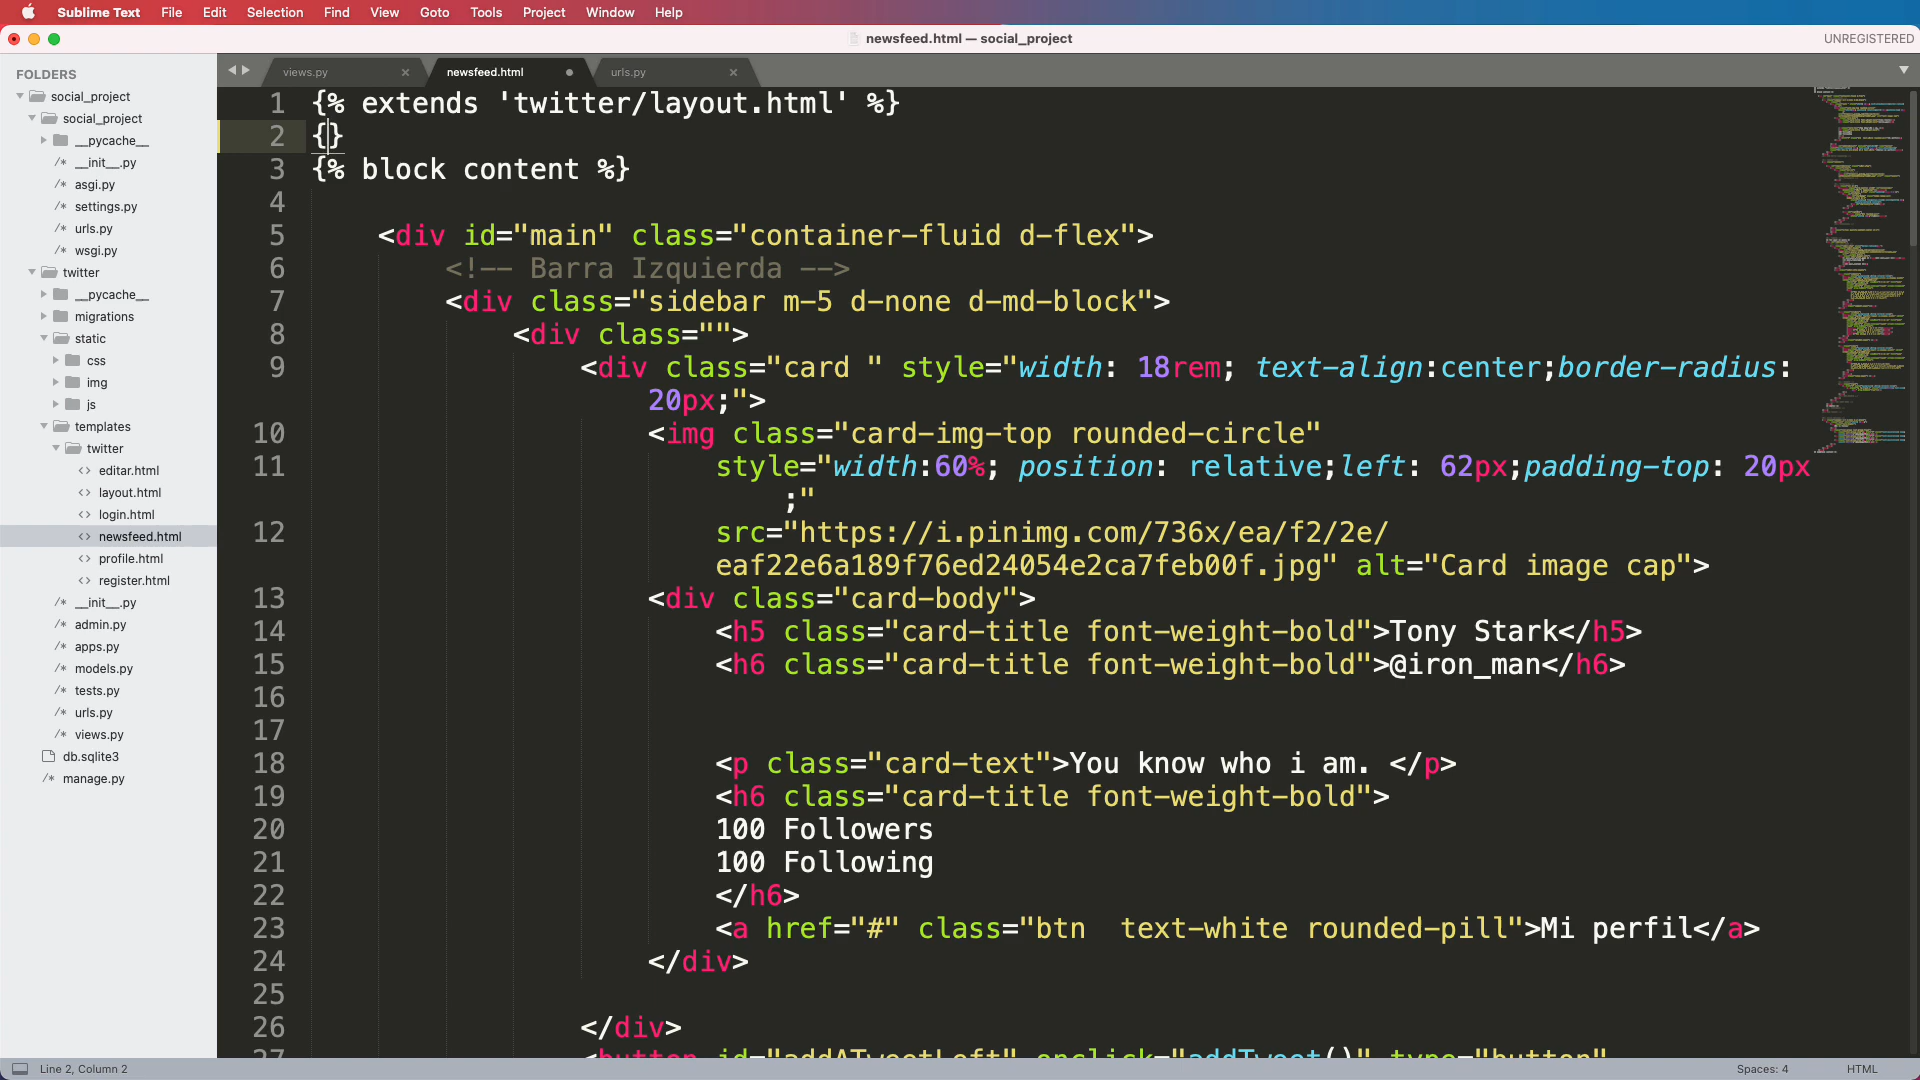 Sublime Text File Edit Selection Find View Goto Tools Project Window Help
newsfeed.html — social_project
UNREGISTERED
FOLDERS
social_project
social_project
__pycache__
__init__.py
asgi.py
settings.py
urls.py
wsgi.py
twitter
__pycache__
migrations
static
css
img
js
templates
twitter
editar.html
layout.html
login.html
newsfeed.html
profile.html
register.html
__init__.py
admin.py
apps.py
models.py
tests.py
urls.py
views.py
db.sqlite3
manage.py
views.py newsfeed.html urls.py
1 {% extends 'twitter/layout.html' %}
2 {}
3 {% block content %}
4
5 <div id="main" class="container-fluid d-flex">
6 <!-- Barra Izquierda -->
7 <div class="sidebar m-5 d-none d-md-block">
8 <div class="">
9 <div class="card " style="width: 18rem; text-align:center;border-radius:
20px;">
10 <img class="card-img-top rounded-circle"
11 style="width:60%; position: relative;left: 62px;padding-top: 20px
;"
12 src="https://i.pinimg.com/736x/ea/f2/2e/
eaf22e6a189f76ed24054e2ca7feb00f.jpg" alt="Card image cap">
13 <div class="card-body">
14 <h5 class="card-title font-weight-bold">Tony Stark</h5>
15 <h6 class="card-title font-weight-bold">@iron_man</h6>
16
17
18 <p class="card-text">You know who i am. </p>
19 <h6 class="card-title font-weight-bold">
20 100 Followers
21 100 Following
22 </h6>
23 <a href="#" class="btn  text-white rounded-pill">Mi perfil</a>
24 </div>
25
26 </div>
27 <button id="addATweetLeft" onclick="addTweet()" type="button"
Line 2, Column 2
Spaces: 4
HTML